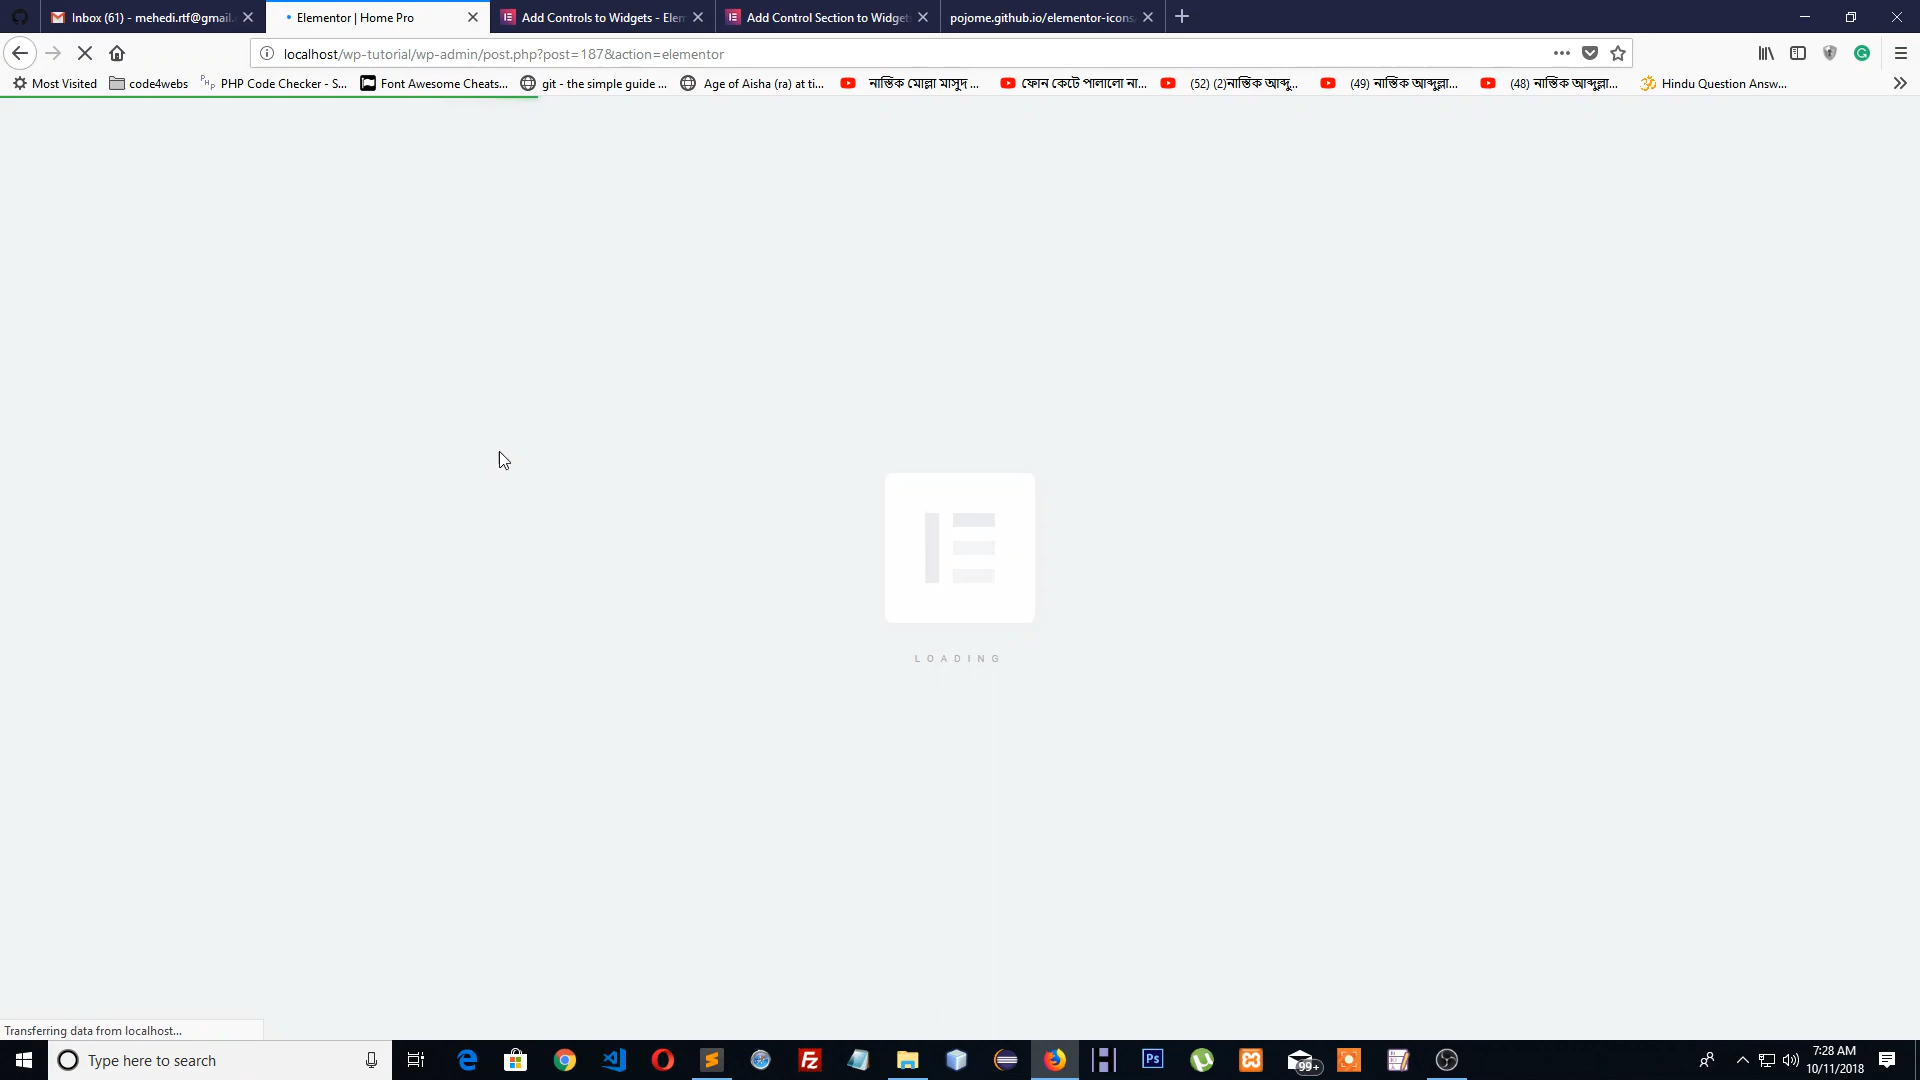 Inbox (61) - mehedi.rtf@gmail.
Elementor | Home Pro
Add Controls to Widgets - Elem
Add Control Section to Widget
pojome.github.io/elementor-icons/
localhost/wp-tutorial/wp-admin/post.php?post=187&action=elementor
Most Visited
code4webs
PHP Code Checker - S...
Font Awesome Cheats...
git - the simple guide ...
Age of Aisha (ra) at ti...
নাস্তিক মোল্লা মাসুদ ...
ফোন কেটে পালালো না...
(52) (2)নাস্তিক আব্দু...
(49) নাস্তিক আব্দুল্লা...
(48) নাস্তিক আব্দুল্লা...
Hindu Question Answ...
LOADING
Transferring data from localhost...
Type here to search
99+
7:28 AM
10/11/2018